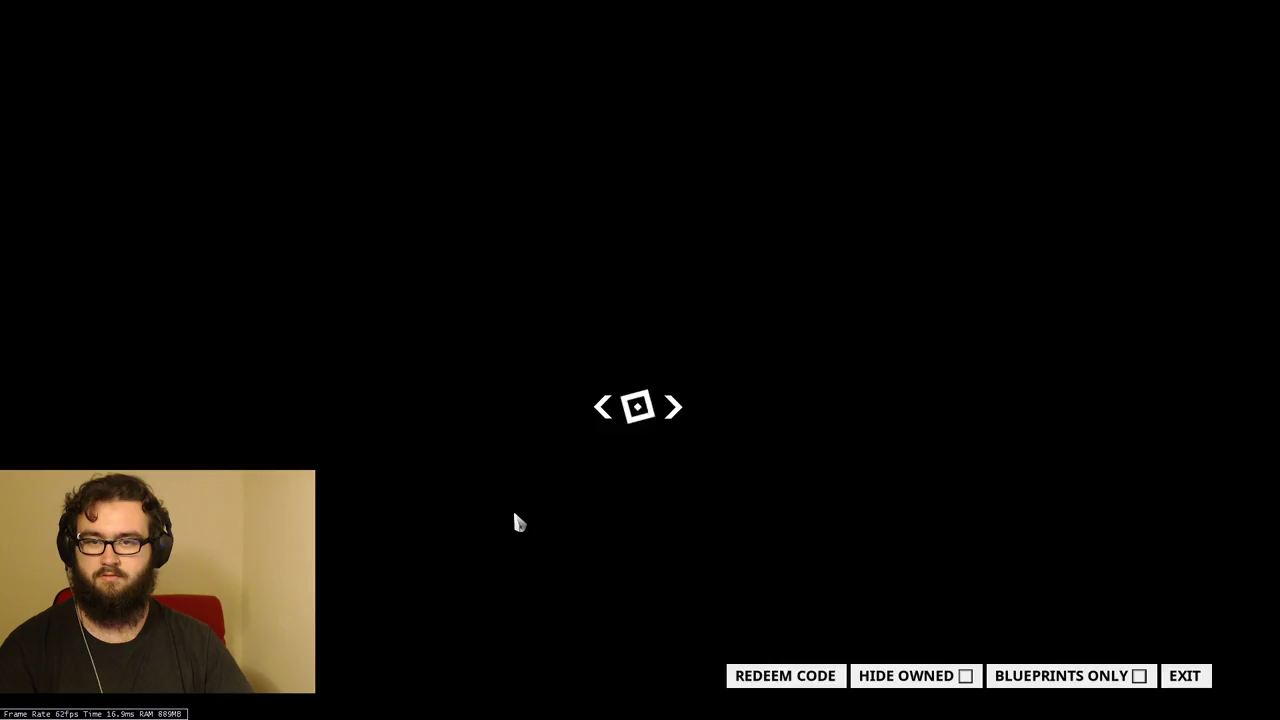 REDEEM CODE HIDE OWNED BLUEPRINTS ONLY EXIT
Frame Rate 62fps Time 16.9ms RAM 889MB